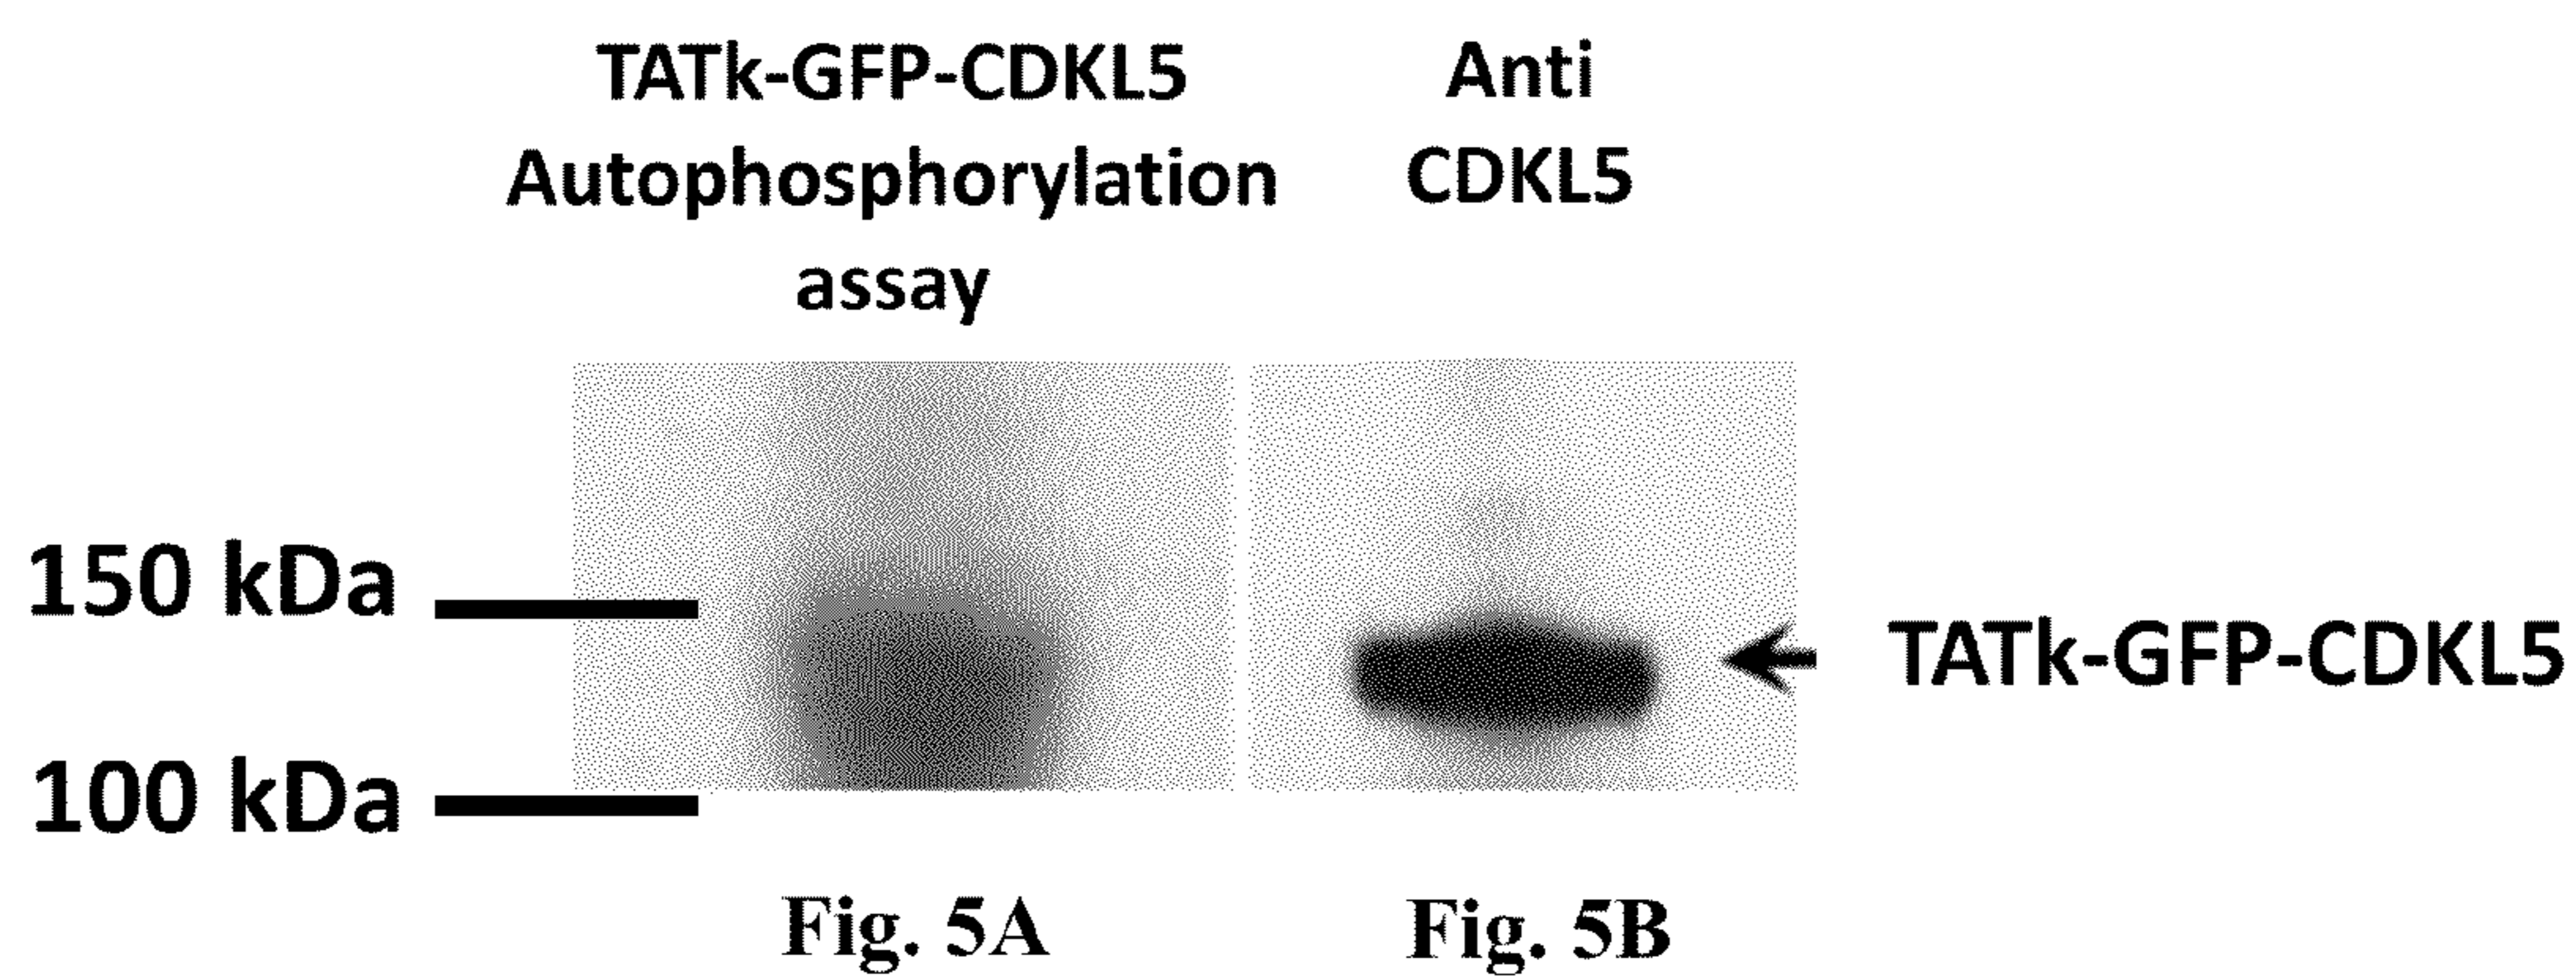 TATk-GFP-CDKL5
Autophosphorylation
assay
Anti
CDKL5
150 kDa
100 kDa
TATk-GFP-CDKL5
Fig. 5A
Fig. 5B